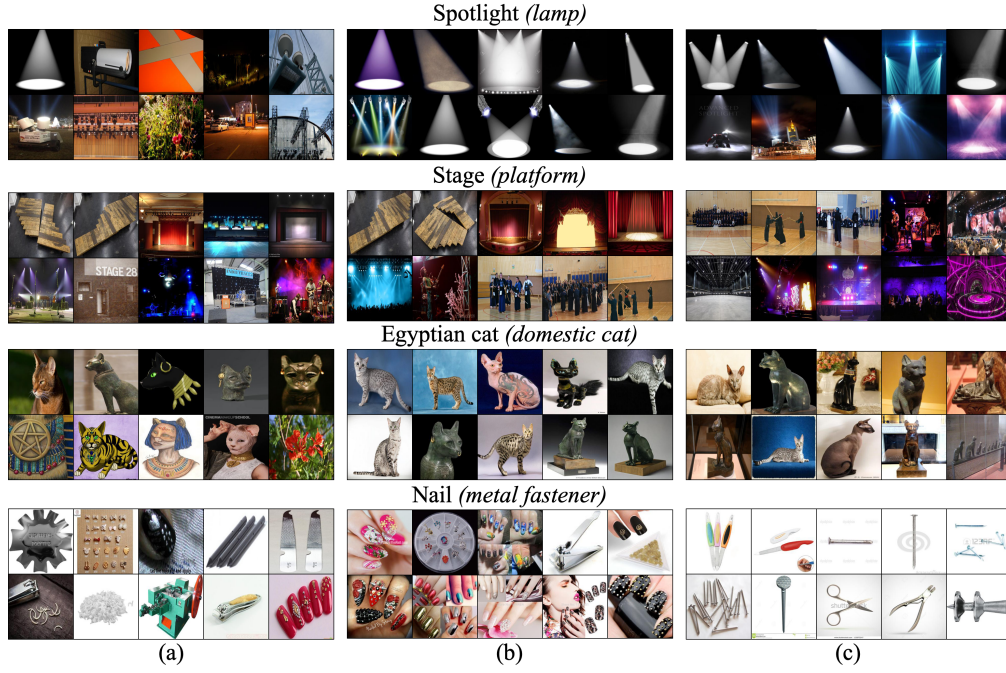 Spotlight (lamp)
Stage (platform)
STAGE 28
Egyptian cat (domestic cat)
Nail (metal fastener)
(a) (b) (c)